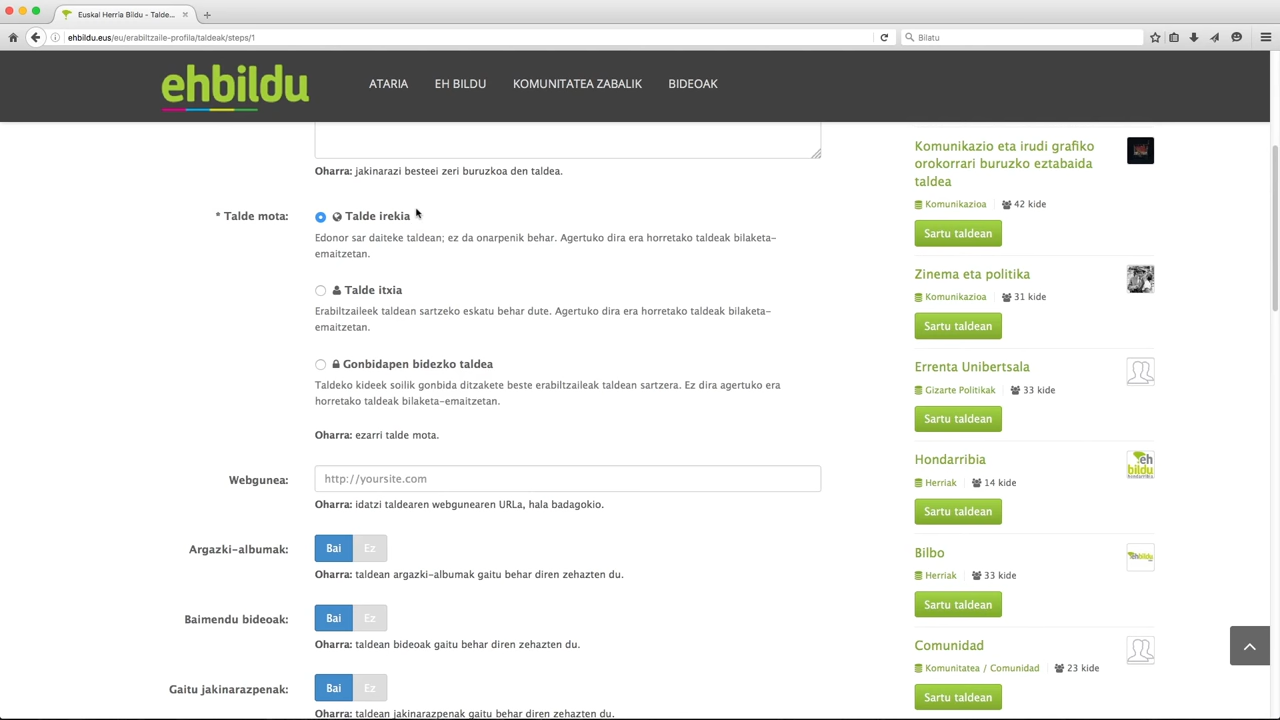 Euskal Herria Bildu - Talde...
ehbildu.eus/eu/erabiltzaile-profila/taldeak/steps/1
Bilatu
ehbildu
ATARIA
EH BILDU
KOMUNITATEA ZABALIK
BIDEOAK
Oharra: jakinarazi besteei zeri buruzkoa den taldea.
* Talde mota:
Talde irekia
Edonor sar daiteke taldean; ez da onarpenik behar. Agertuko dira era horretako taldeak bilaketa-
emaitzetan.
Talde itxia
Erabiltzaileek taldean sartzeko eskatu behar dute. Agertuko dira era horretako taldeak bilaketa-
emaitzetan.
Gonbidapen bidezko taldea
Taldeko kideek soilik gonbida ditzakete beste erabiltzaileak taldean sartzera. Ez dira agertuko era
horretako taldeak bilaketa-emaitzetan.
Oharra: ezarri talde mota.
Webgunea:
http://yoursite.com
Oharra: idatzi taldearen webgunearen URLa, hala badagokio.
Argazki-albumak:
Bai Ez
Oharra: taldean argazki-albumak gaitu behar diren zehazten du.
Baimendu bideoak:
Bai Ez
Oharra: taldean bideoak gaitu behar diren zehazten du.
Gaitu jakinarazpenak:
Bai Ez
Oharra: taldean jakinarazpenak gaitu behar diren zehazten du.
Komunikazio eta irudi grafiko
orokorrari buruzko eztabaida
taldea
Komunikazioa 42 kide
Sartu taldean
Zinema eta politika
Komunikazioa 31 kide
Sartu taldean
Errenta Unibertsala
Gizarte Politikak 33 kide
Sartu taldean
Hondarribia
Herriak 14 kide
Sartu taldean
eh
bildu
hondarribia
Bilbo
Herriak 33 kide
Sartu taldean
ehbildu
Comunidad
Komunitatea / Comunidad 23 kide
Sartu taldean